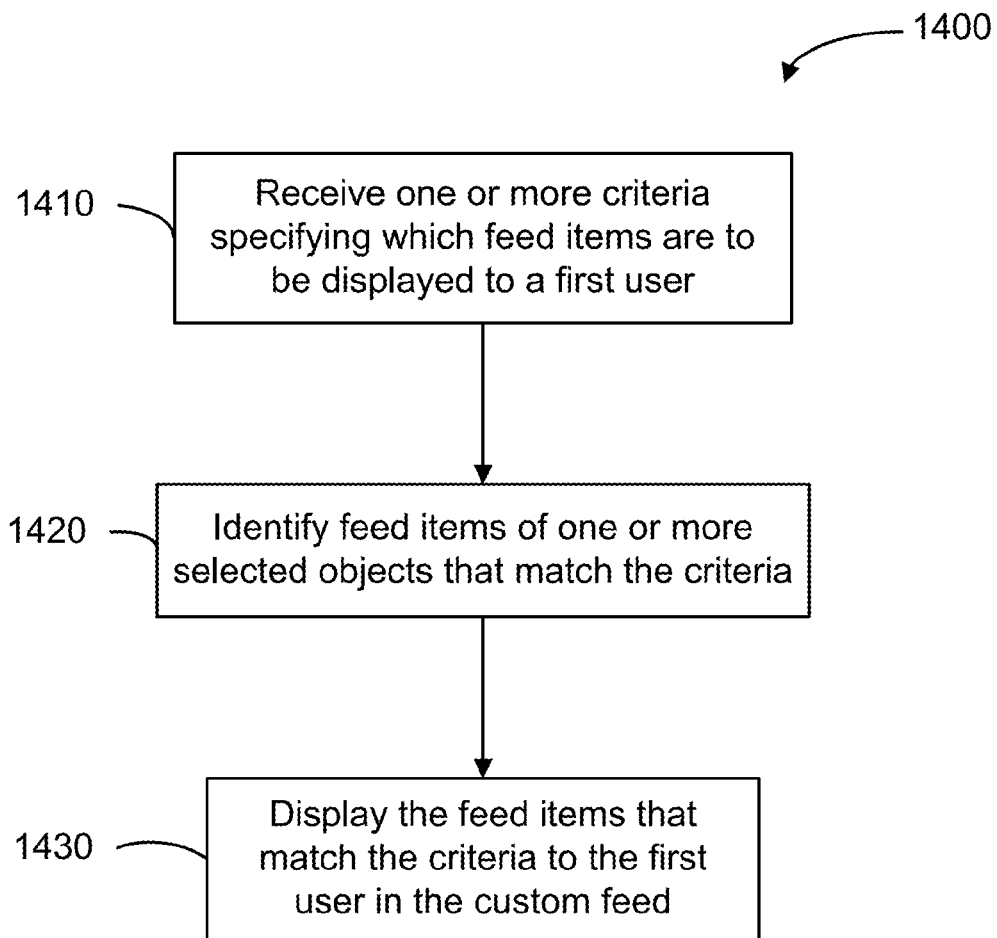 1400
1410
Receive one or more criteria
specifying which feed items are to
be displayed to a first user
1420
Identify feed items of one or more
selected objects that match the criteria
1430
Display the feed items that
match the criteria to the first
user in the custom feed